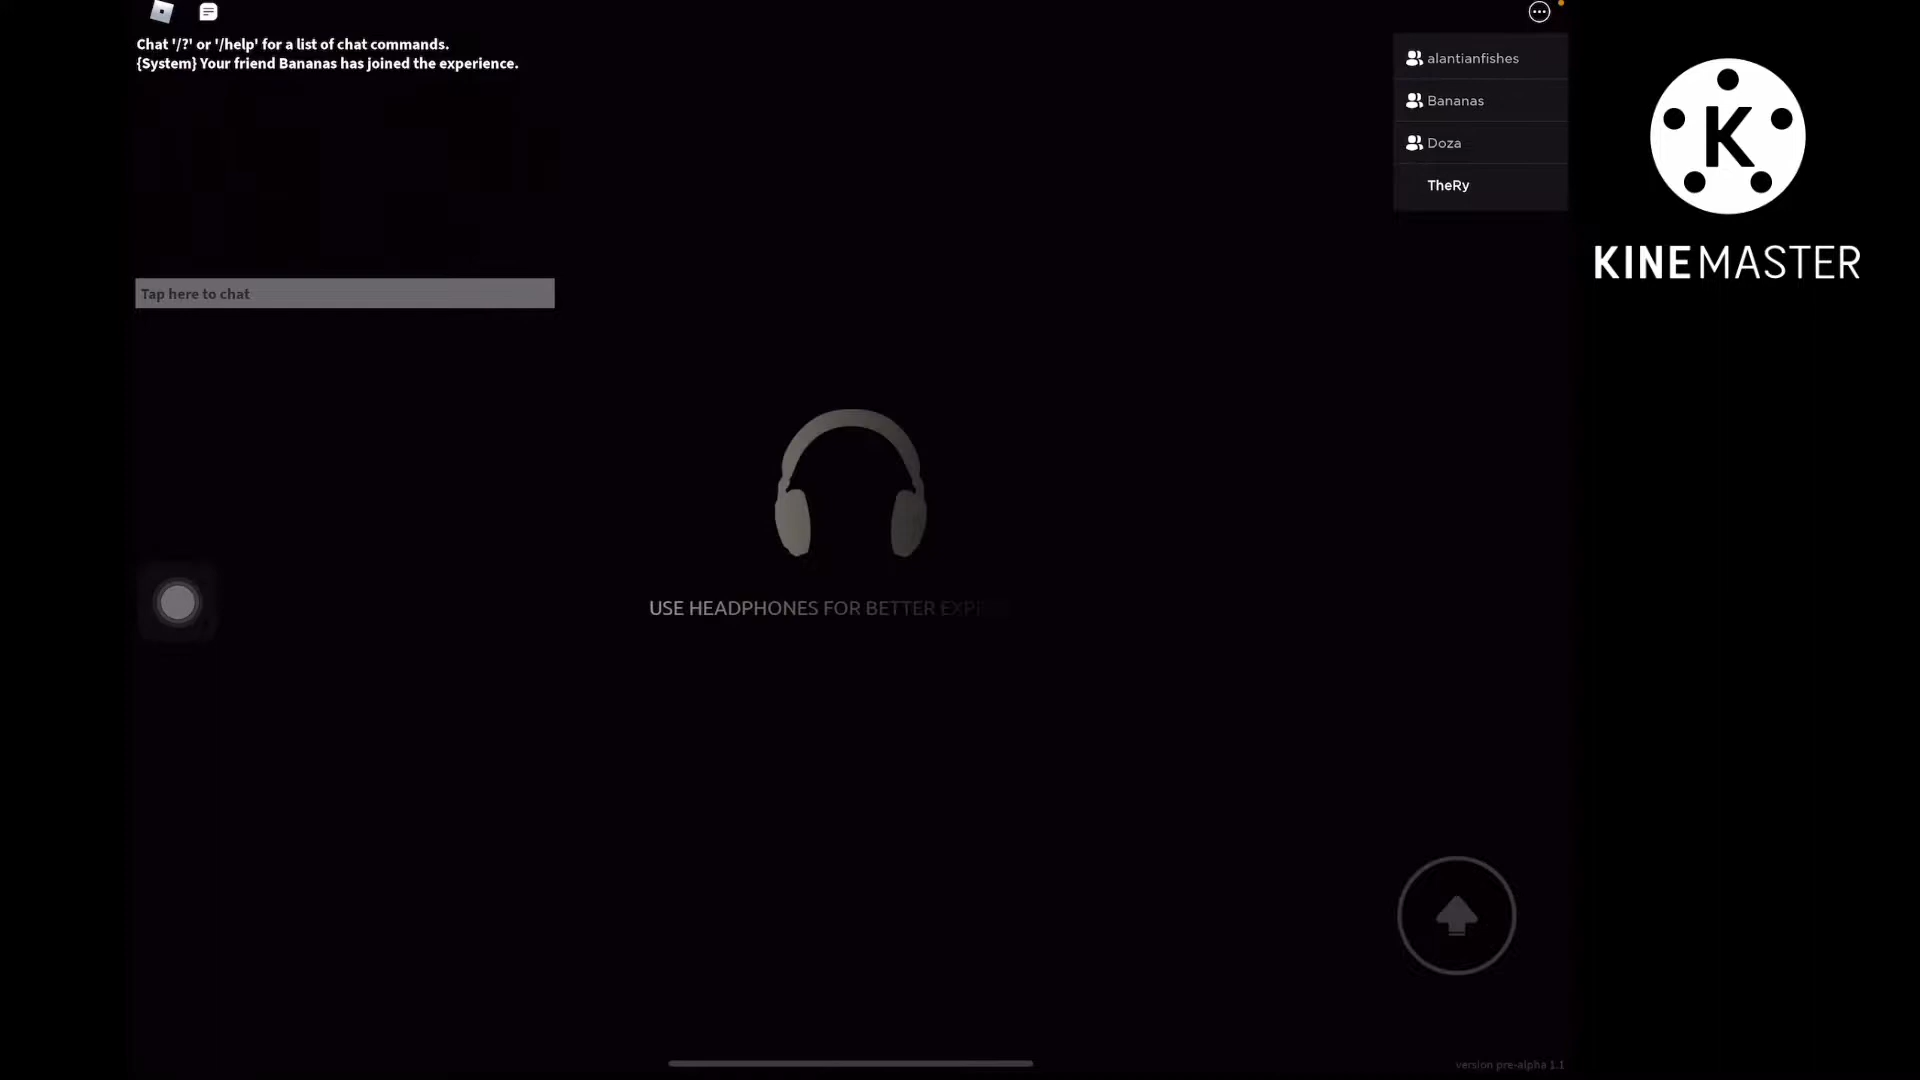 Chat '/?' or '/help' for a list of chat commands.
{System} Your friend Bananas has joined the experience.
alantianfishes
Bananas
Doza
TheRy
K
KINEMASTER
Tap here to chat
USE HEADPHONES FOR BETTER
version pre-alpha 1.1